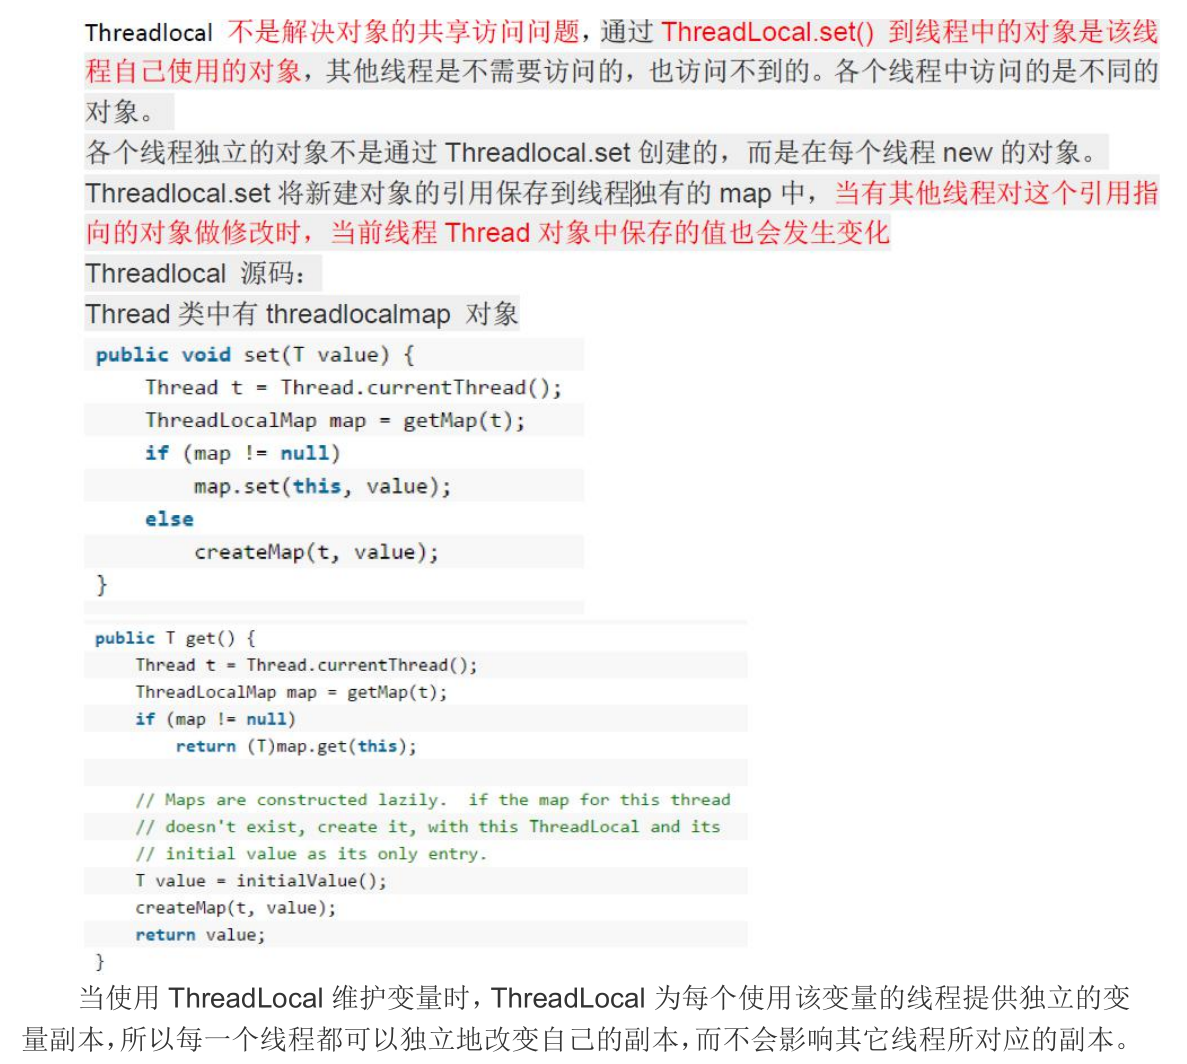 Threadlocal 不是解决对象的共享访问问题，通过 ThreadLocal.set() 到线程中的对象是该线
程自己使用的对象，其他线程是不需要访问的，也访问不到的。各个线程中访问的是不同的
对象。
各个线程独立的对象不是通过 Threadlocal.set 创建的，而是在每个线程 new 的对象。
Threadlocal.set 将新建对象的引用保存到线程独有的 map 中，当有其他线程对这个引用指
向的对象做修改时，当前线程 Thread 对象中保存的值也会发生变化
Threadlocal 源码：
Thread 类中有 threadlocalmap 对象
public void set(T value) {
    Thread t = Thread.currentThread();
    ThreadLocalMap map = getMap(t);
    if (map != null)
        map.set(this, value);
    else
        createMap(t, value);
}
public T get() {
    Thread t = Thread.currentThread();
    ThreadLocalMap map = getMap(t);
    if (map != null)
        return (T)map.get(this);
    // Maps are constructed lazily.  if the map for this thread
    // doesn't exist, create it, with this ThreadLocal and its
    // initial value as its only entry.
    T value = initialValue();
    createMap(t, value);
    return value;
}
当使用 ThreadLocal 维护变量时，ThreadLocal 为每个使用该变量的线程提供独立的变
量副本，所以每一个线程都可以独立地改变自己的副本，而不会影响其它线程所对应的副本。